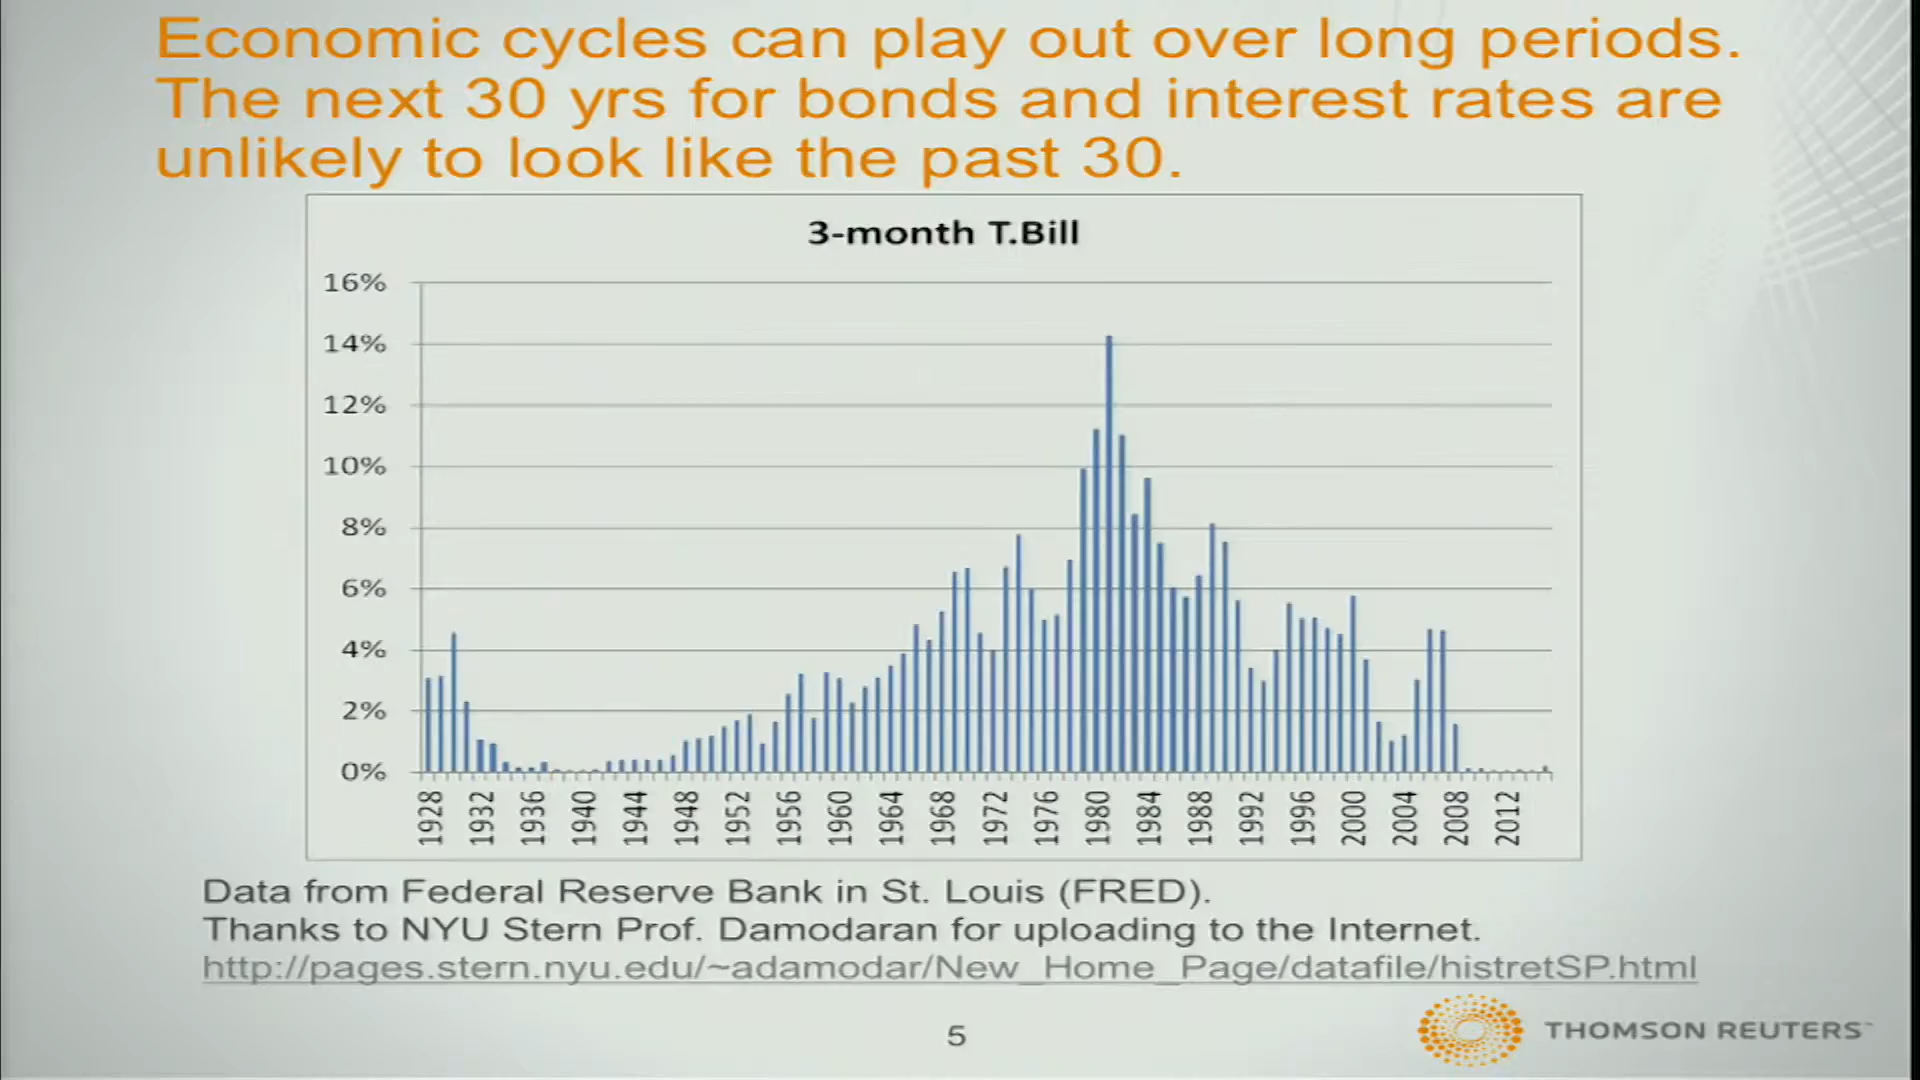 Economic cycles can play out over long periods.
The next 30 yrs for bonds and interest rates are
unlikely to look like the past 30.
3-month T.Bill
16%
14%
12%
10%
8%
6%
4%
2%
0%
1928 1932 1936 1940 1944 1948 1952 1956 1960 1964 1968 1972 1976 1980 1984 1988 1992 1996 2000 2004 2008 2012
Data from Federal Reserve Bank in St. Louis (FRED).
Thanks to NYU Stern Prof. Damodaran for uploading to the Internet.
http://pages.stern.nyu.edu/~adamodar/New_Home_Page/datafile/histretSP.html
5
THOMSON REUTERS